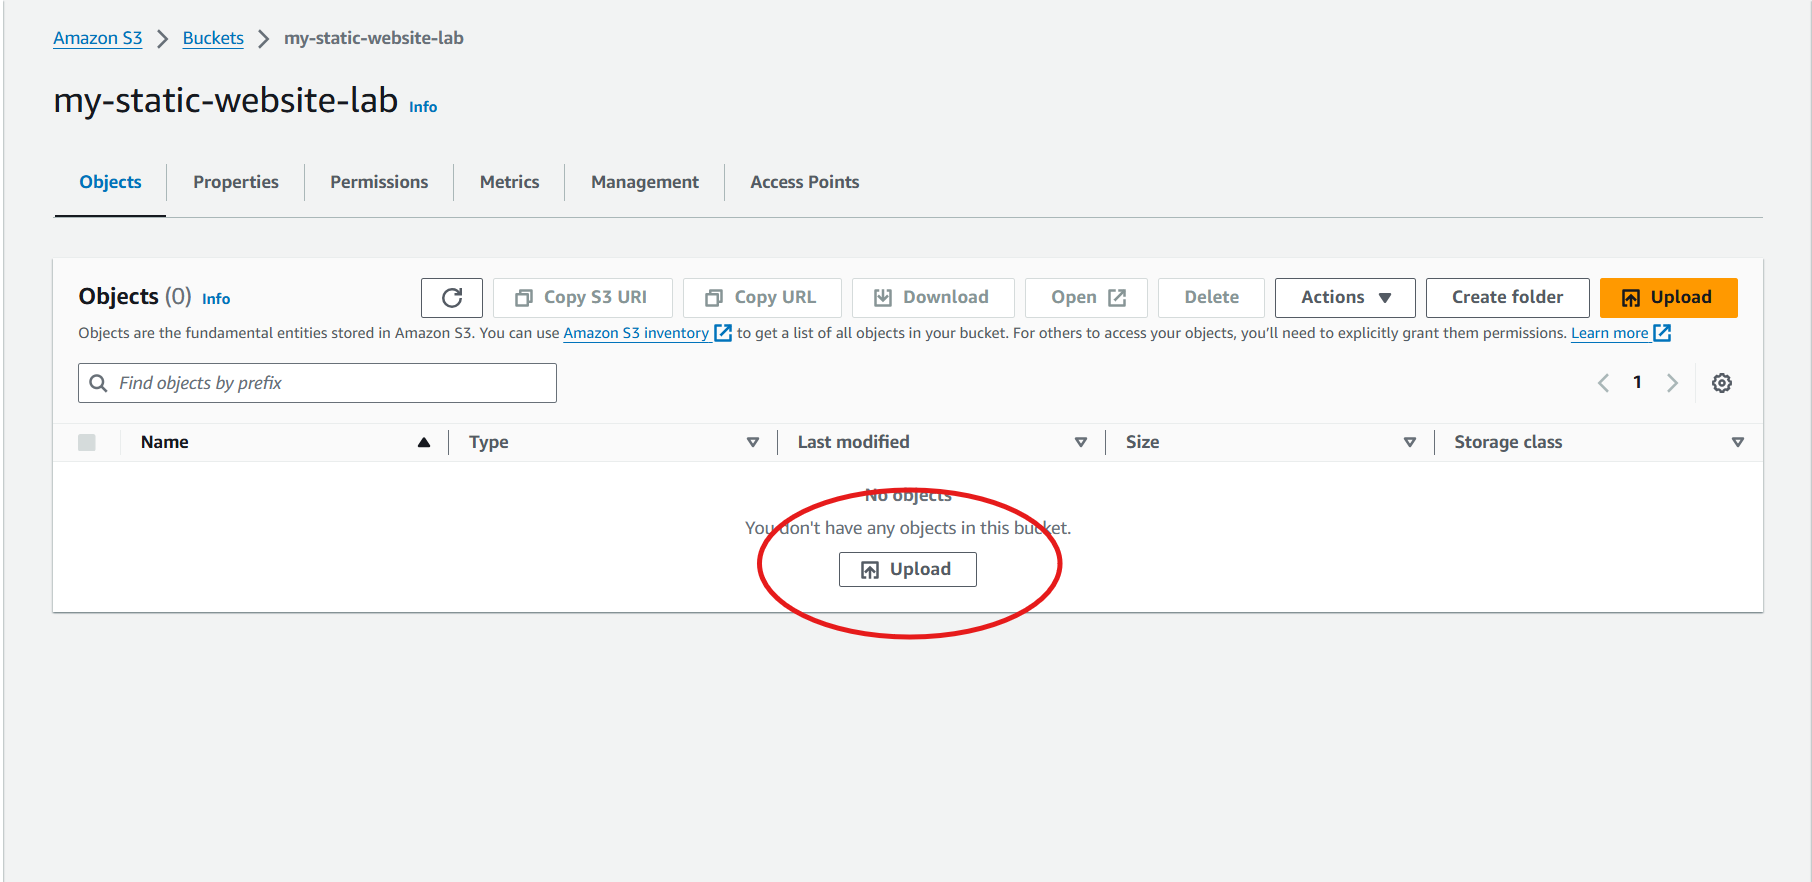 Amazon S3 > Buckets > my-static-website-lab
my-static-website-lab Info
Objects Properties Permissions Metrics Management Access Points
Objects (0) Info Copy S3 URI Copy URL Download Open Delete Actions Create folder Upload
Objects are the fundamental entities stored in Amazon S3. You can use Amazon S3 inventory to get a list of all objects in your bucket. For others to access your objects, you'll need to explicitly grant them permissions. Learn more
Find objects by prefix 1
Name Type Last modified Size Storage class
No objects
You don't have any objects in this bucket.
Upload